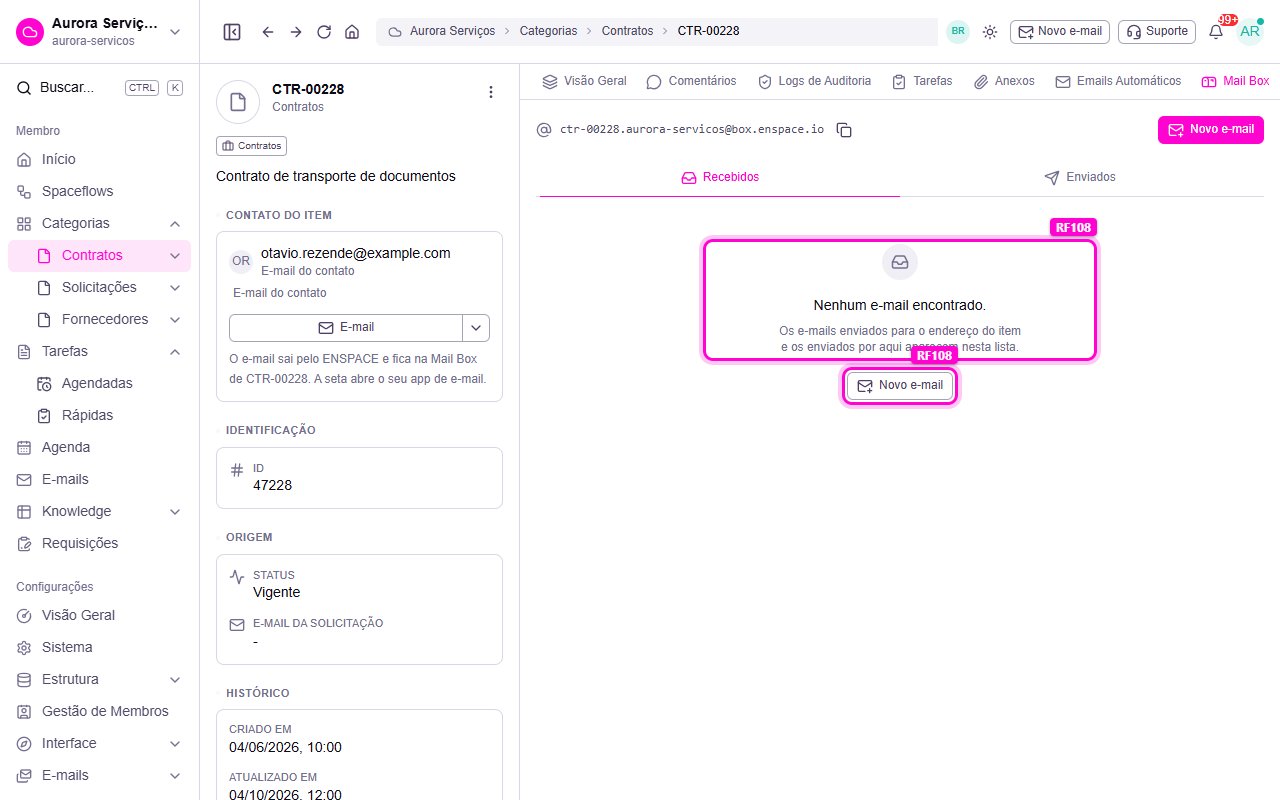 Aurora Serviç...
aurora-servicos
Aurora Serviços
Categorias
Contratos
CTR-00228
BR
Novo e-mail
Suporte
99+
AR
Buscar...
CTRL
K
Membro
Início
Spaceflows
Categorias
Contratos
Solicitações
Fornecedores
Tarefas
Agendadas
Rápidas
Agenda
E-mails
Knowledge
Requisições
Configurações
Visão Geral
Sistema
Estrutura
Gestão de Membros
Interface
E-mails
CTR-00228
Contratos
Contratos
Contrato de transporte de documentos
CONTATO DO ITEM
OR
otavio.rezende@example.com
E-mail do contato
E-mail do contato
E-mail
O e-mail sai pelo ENSPACE e fica na Mail Box
de CTR-00228. A seta abre o seu app de e-mail.
IDENTIFICAÇÃO
ID
47228
ORIGEM
STATUS
Vigente
E-MAIL DA SOLICITAÇÃO
-
HISTÓRICO
CRIADO EM
04/06/2026, 10:00
ATUALIZADO EM
04/10/2026, 12:00
Visão Geral
Comentários
Logs de Auditoria
Tarefas
Anexos
Emails Automáticos
Mail Box
ctr-00228.aurora-servicos@box.enspace.io
Novo e-mail
Recebidos
Enviados
RF108
Nenhum e-mail encontrado.
Os e-mails enviados para o endereço do item
e os enviados por aqui aparecem nesta lista.
RF108
Novo e-mail